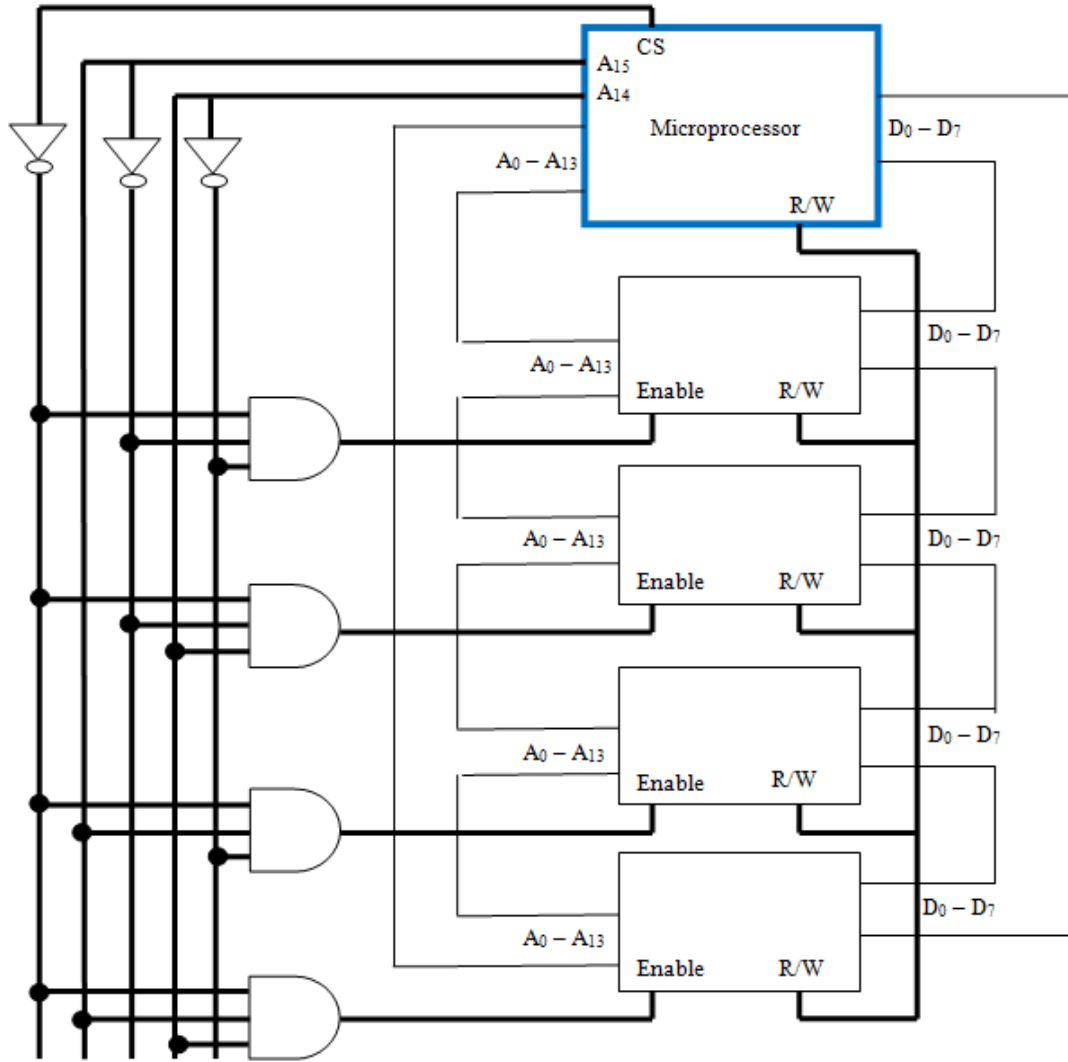 CS
A₁₅
A₁₄
Microprocessor
D₀ – D₇
A₀ – A₁₃
R/W
D₀ – D₇
A₀ – A₁₃
Enable R/W
D₀ – D₇
A₀ – A₁₃
Enable R/W
D₀ – D₇
A₀ – A₁₃
Enable R/W
D₀ – D₇
A₀ – A₁₃
Enable R/W